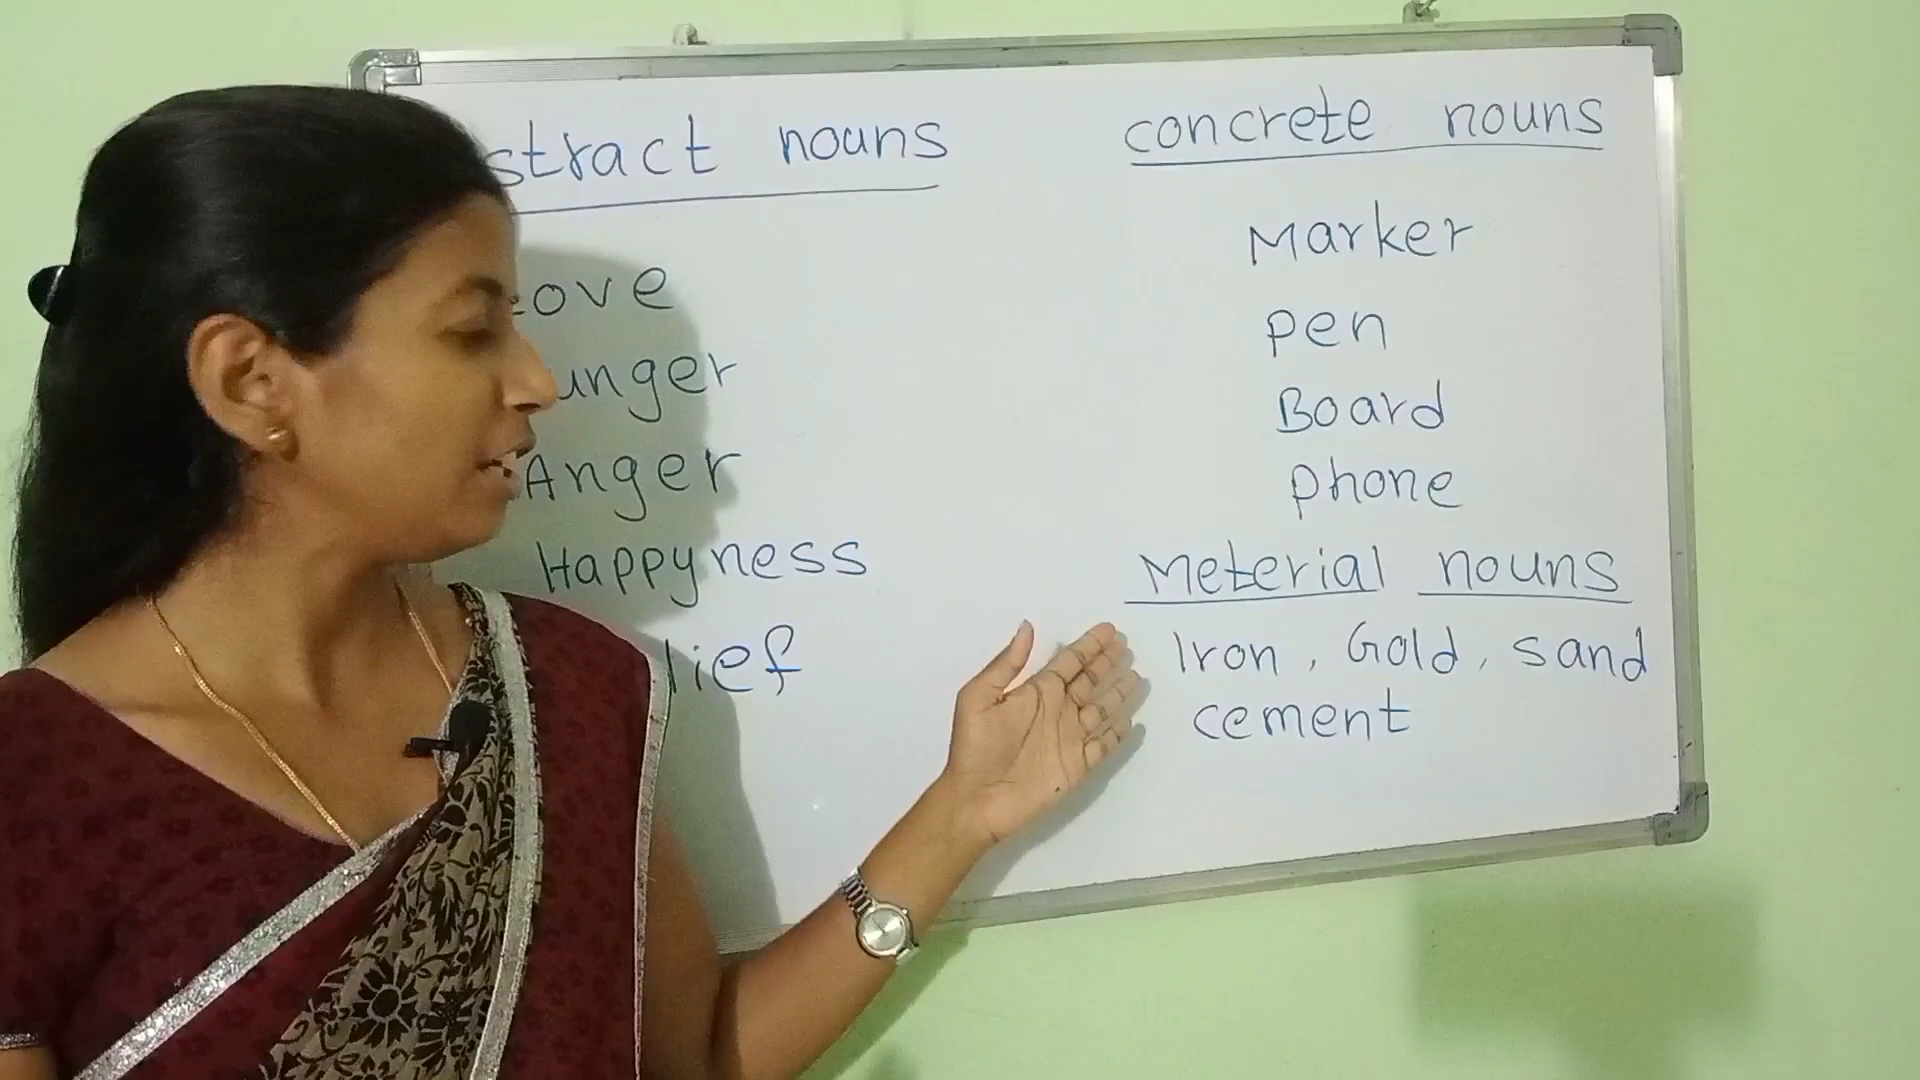 stract nouns
ove
unger
Anger
Happyness
lief
concrete nouns
Marker
Pen
Board
Phone
Meterial nouns
Iron, Gold, sand
cement